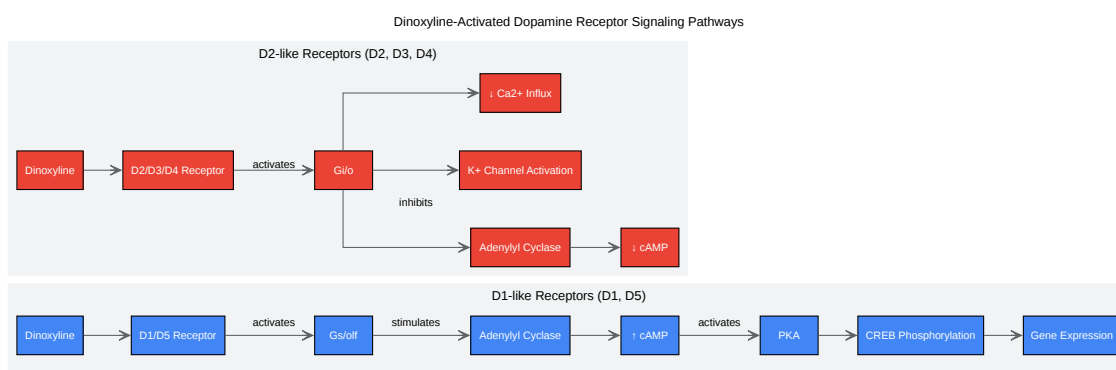 Dinoxyline-Activated Dopamine Receptor Signaling Pathways
D2-like Receptors (D2, D3, D4)
↓ Ca2+ Influx
Dinoxyline
D2/D3/D4 Receptor
activates
Gi/o
K+ Channel Activation
inhibits
Adenylyl Cyclase
↓ cAMP
D1-like Receptors (D1, D5)
Dinoxyline
D1/D5 Receptor
activates
Gs/olf
stimulates
Adenylyl Cyclase
↑ cAMP
activates
PKA
CREB Phosphorylation
Gene Expression